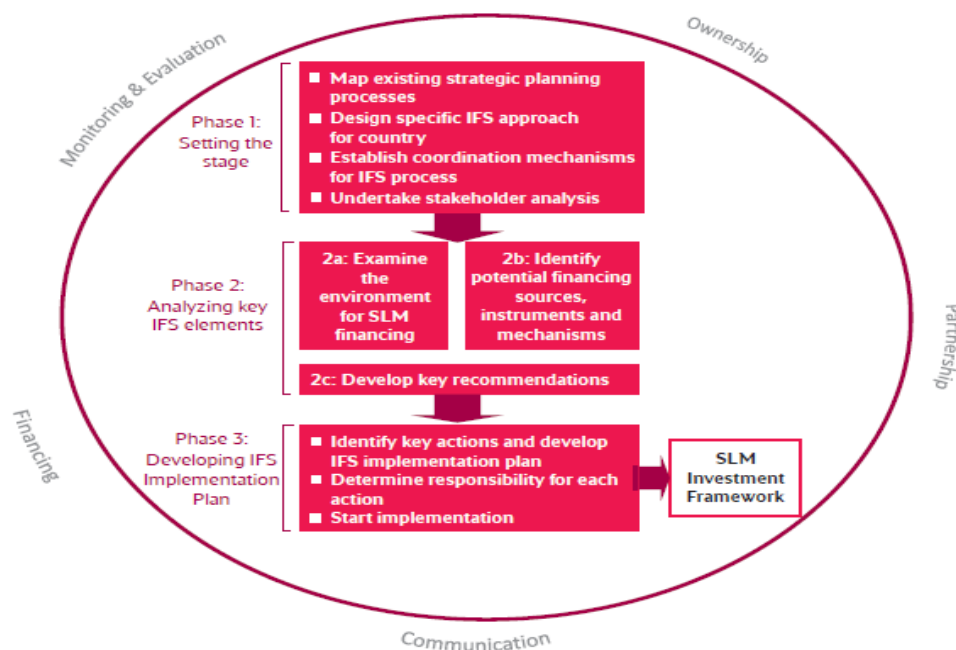 Monitoring & Evaluation
Ownership
Phase 1:
Setting the
stage
■ Map existing strategic planning
processes
■ Design specific IFS approach
for country
■ Establish coordination mechanisms
for IFS process
■ Undertake stakeholder analysis
Phase 2:
Analyzing key
IFS elements
2a: Examine
the
environment
for SLM
financing
2b: Identify
potential financing
sources,
instruments and
mechanisms
2c: Develop key recommendations
Partnership
Financing
Phase 3:
Developing IFS
Implementation
Plan
■ Identify key actions and develop
IFS implementation plan
■ Determine responsibility for each
action
■ Start implementation
SLM
Investment
Framework
Communication